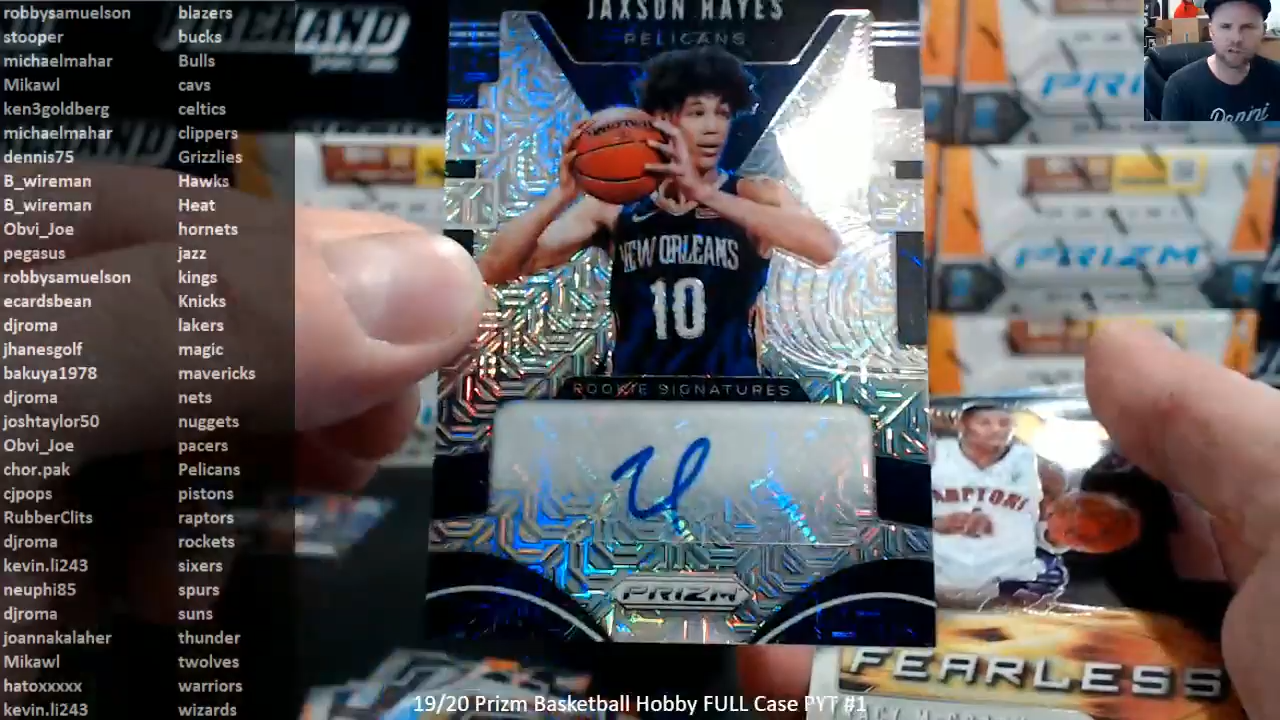 robbysamuelson blazers
stooper bucks
michaelmahar Bulls
Mikawl cavs
ken3goldberg celtics
michaelmahar clippers
dennis75 Grizzlies
B_wireman Hawks
B_wireman Heat
Obvi_Joe hornets
pegasus jazz
robbysamuelson kings
ecardsbean Knicks
djroma lakers
jhanesgolf magic
bakuya1978 mavericks
djroma nets
joshtaylor50 nuggets
Obvi_Joe pacers
chor.pak Pelicans
cjpops pistons
RubberClits raptors
djroma rockets
kevin.li243 sixers
neuphi85 spurs
djroma suns
joannakalaher thunder
Mikawl twolves
hatoxxxxx warriors
kevin.li243 wizards
JAXSON HAYES
PELICANS
NEW ORLEANS
10
ROOKIE SIGNATURES
PRIZM
PRIZM
FEARLESS
19/20 Prizm Basketball Hobby FULL Case PYT #1